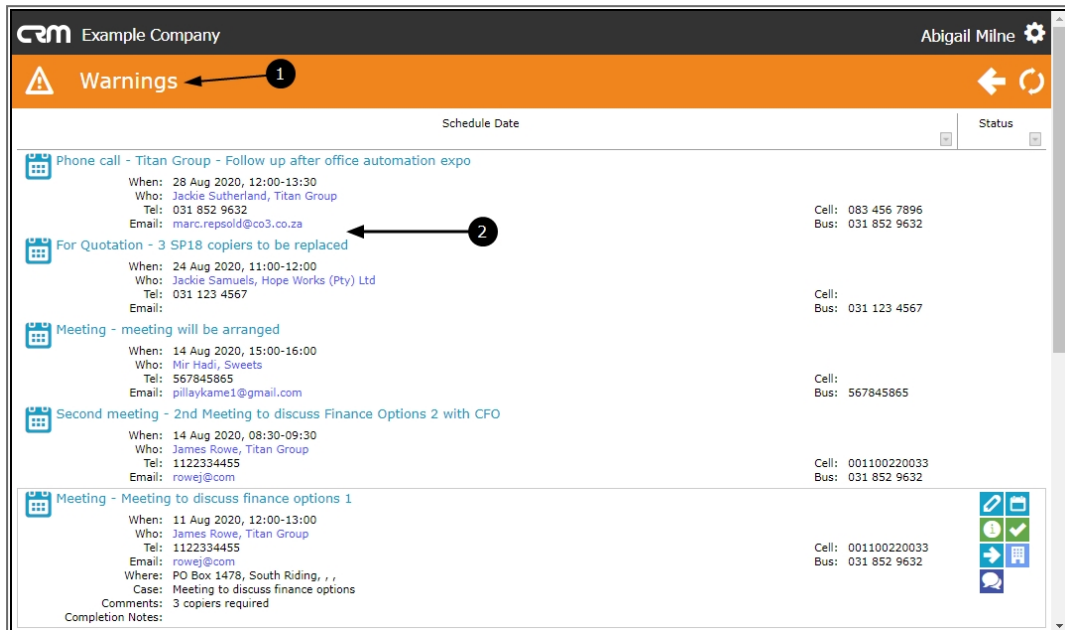 CRM Example Company Abigail Milne
Warnings 1
Schedule Date Status
Phone call - Titan Group - Follow up after office automation expo
When: 28 Aug 2020, 12:00-13:30
Who: Jackie Sutherland, Titan Group
Tel: 031 852 9632 Cell: 083 456 7896
Email: marc.repsold@co3.co.za Bus: 031 852 9632
2
For Quotation - 3 SP18 copiers to be replaced
When: 24 Aug 2020, 11:00-12:00
Who: Jackie Samuels, Hope Works (Pty) Ltd
Tel: 031 123 4567 Cell:
Email: Bus: 031 123 4567
Meeting - meeting will be arranged
When: 14 Aug 2020, 15:00-16:00
Who: Mir Hadi, Sweets
Tel: 567845865 Cell:
Email: pillaykame1@gmail.com Bus: 567845865
Second meeting - 2nd Meeting to discuss Finance Options 2 with CFO
When: 14 Aug 2020, 08:30-09:30
Who: James Rowe, Titan Group
Tel: 1122334455 Cell: 001100220033
Email: rowej@com Bus: 031 852 9632
Meeting - Meeting to discuss finance options 1
When: 11 Aug 2020, 12:00-13:00
Who: James Rowe, Titan Group
Tel: 1122334455 Cell: 001100220033
Email: rowej@com Bus: 031 852 9632
Where: PO Box 1478, South Riding, , ,
Case: Meeting to discuss finance options
Comments: 3 copiers required
Completion Notes: